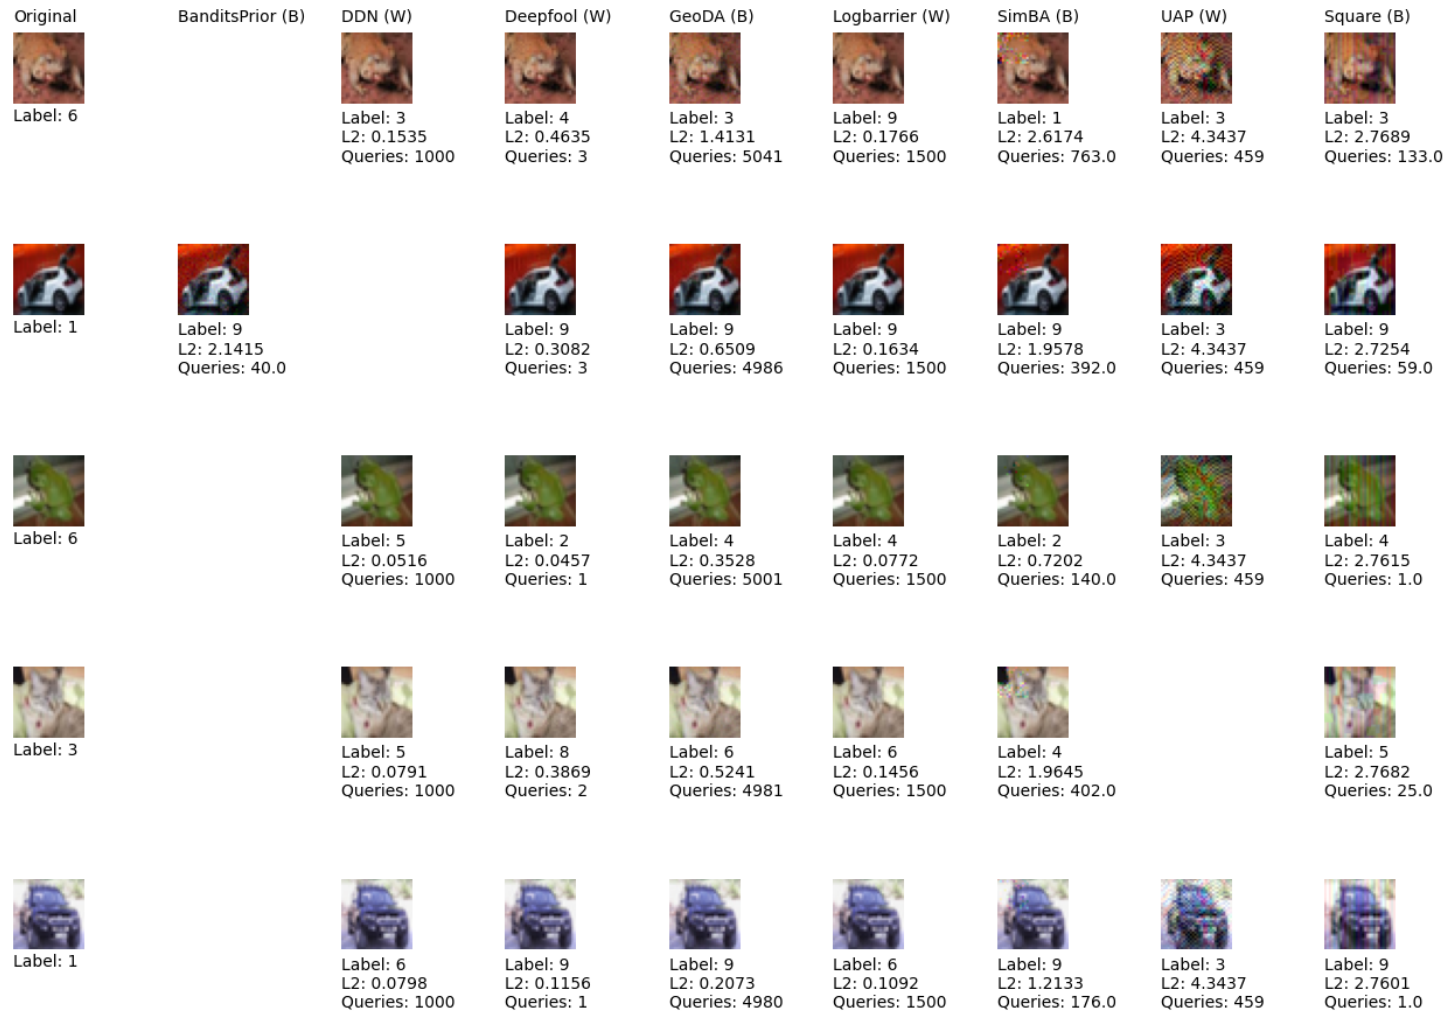 Original BanditsPrior (B) DDN (W) Deepfool (W) GeoDA (B) Logbarrier (W) SimBA (B) UAP (W) Square (B)
Label: 6 Label: 3 Label: 4 Label: 3 Label: 9 Label: 1 Label: 3 Label: 3
L2: 0.1535 L2: 0.4635 L2: 1.4131 L2: 0.1766 L2: 2.6174 L2: 4.3437 L2: 2.7689
Queries: 1000 Queries: 3 Queries: 5041 Queries: 1500 Queries: 763.0 Queries: 459 Queries: 133.0
Label: 1 Label: 9 Label: 9 Label: 9 Label: 9 Label: 9 Label: 3 Label: 9
L2: 2.1415 L2: 0.3082 L2: 0.6509 L2: 0.1634 L2: 1.9578 L2: 4.3437 L2: 2.7254
Queries: 40.0 Queries: 3 Queries: 4986 Queries: 1500 Queries: 392.0 Queries: 459 Queries: 59.0
Label: 6 Label: 5 Label: 2 Label: 4 Label: 4 Label: 2 Label: 3 Label: 4
L2: 0.0516 L2: 0.0457 L2: 0.3528 L2: 0.0772 L2: 0.7202 L2: 4.3437 L2: 2.7615
Queries: 1000 Queries: 1 Queries: 5001 Queries: 1500 Queries: 140.0 Queries: 459 Queries: 1.0
Label: 3 Label: 5 Label: 8 Label: 6 Label: 6 Label: 4 Label: 5
L2: 0.0791 L2: 0.3869 L2: 0.5241 L2: 0.1456 L2: 1.9645 L2: 2.7682
Queries: 1000 Queries: 2 Queries: 4981 Queries: 1500 Queries: 402.0 Queries: 25.0
Label: 1 Label: 6 Label: 9 Label: 9 Label: 6 Label: 9 Label: 3 Label: 9
L2: 0.0798 L2: 0.1156 L2: 0.2073 L2: 0.1092 L2: 1.2133 L2: 4.3437 L2: 2.7601
Queries: 1000 Queries: 1 Queries: 4980 Queries: 1500 Queries: 176.0 Queries: 459 Queries: 1.0